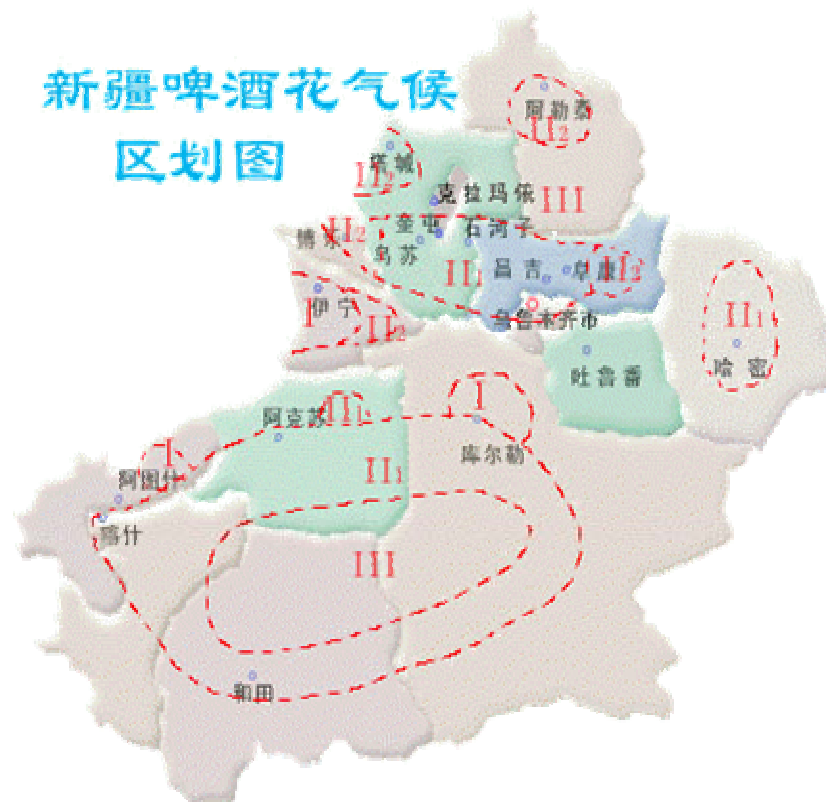 新疆啤酒花气候
区划图
阿勒泰
II2
塔城
II2
克拉玛依
III
奎屯
石河子
博乐
II2
乌苏
II1
昌吉
阜康
II2
伊宁
I
II2
乌鲁木齐市
II1
哈密
吐鲁番
阿克苏
II1
I
库尔勒
I
阿图什
II1
喀什
III
和田